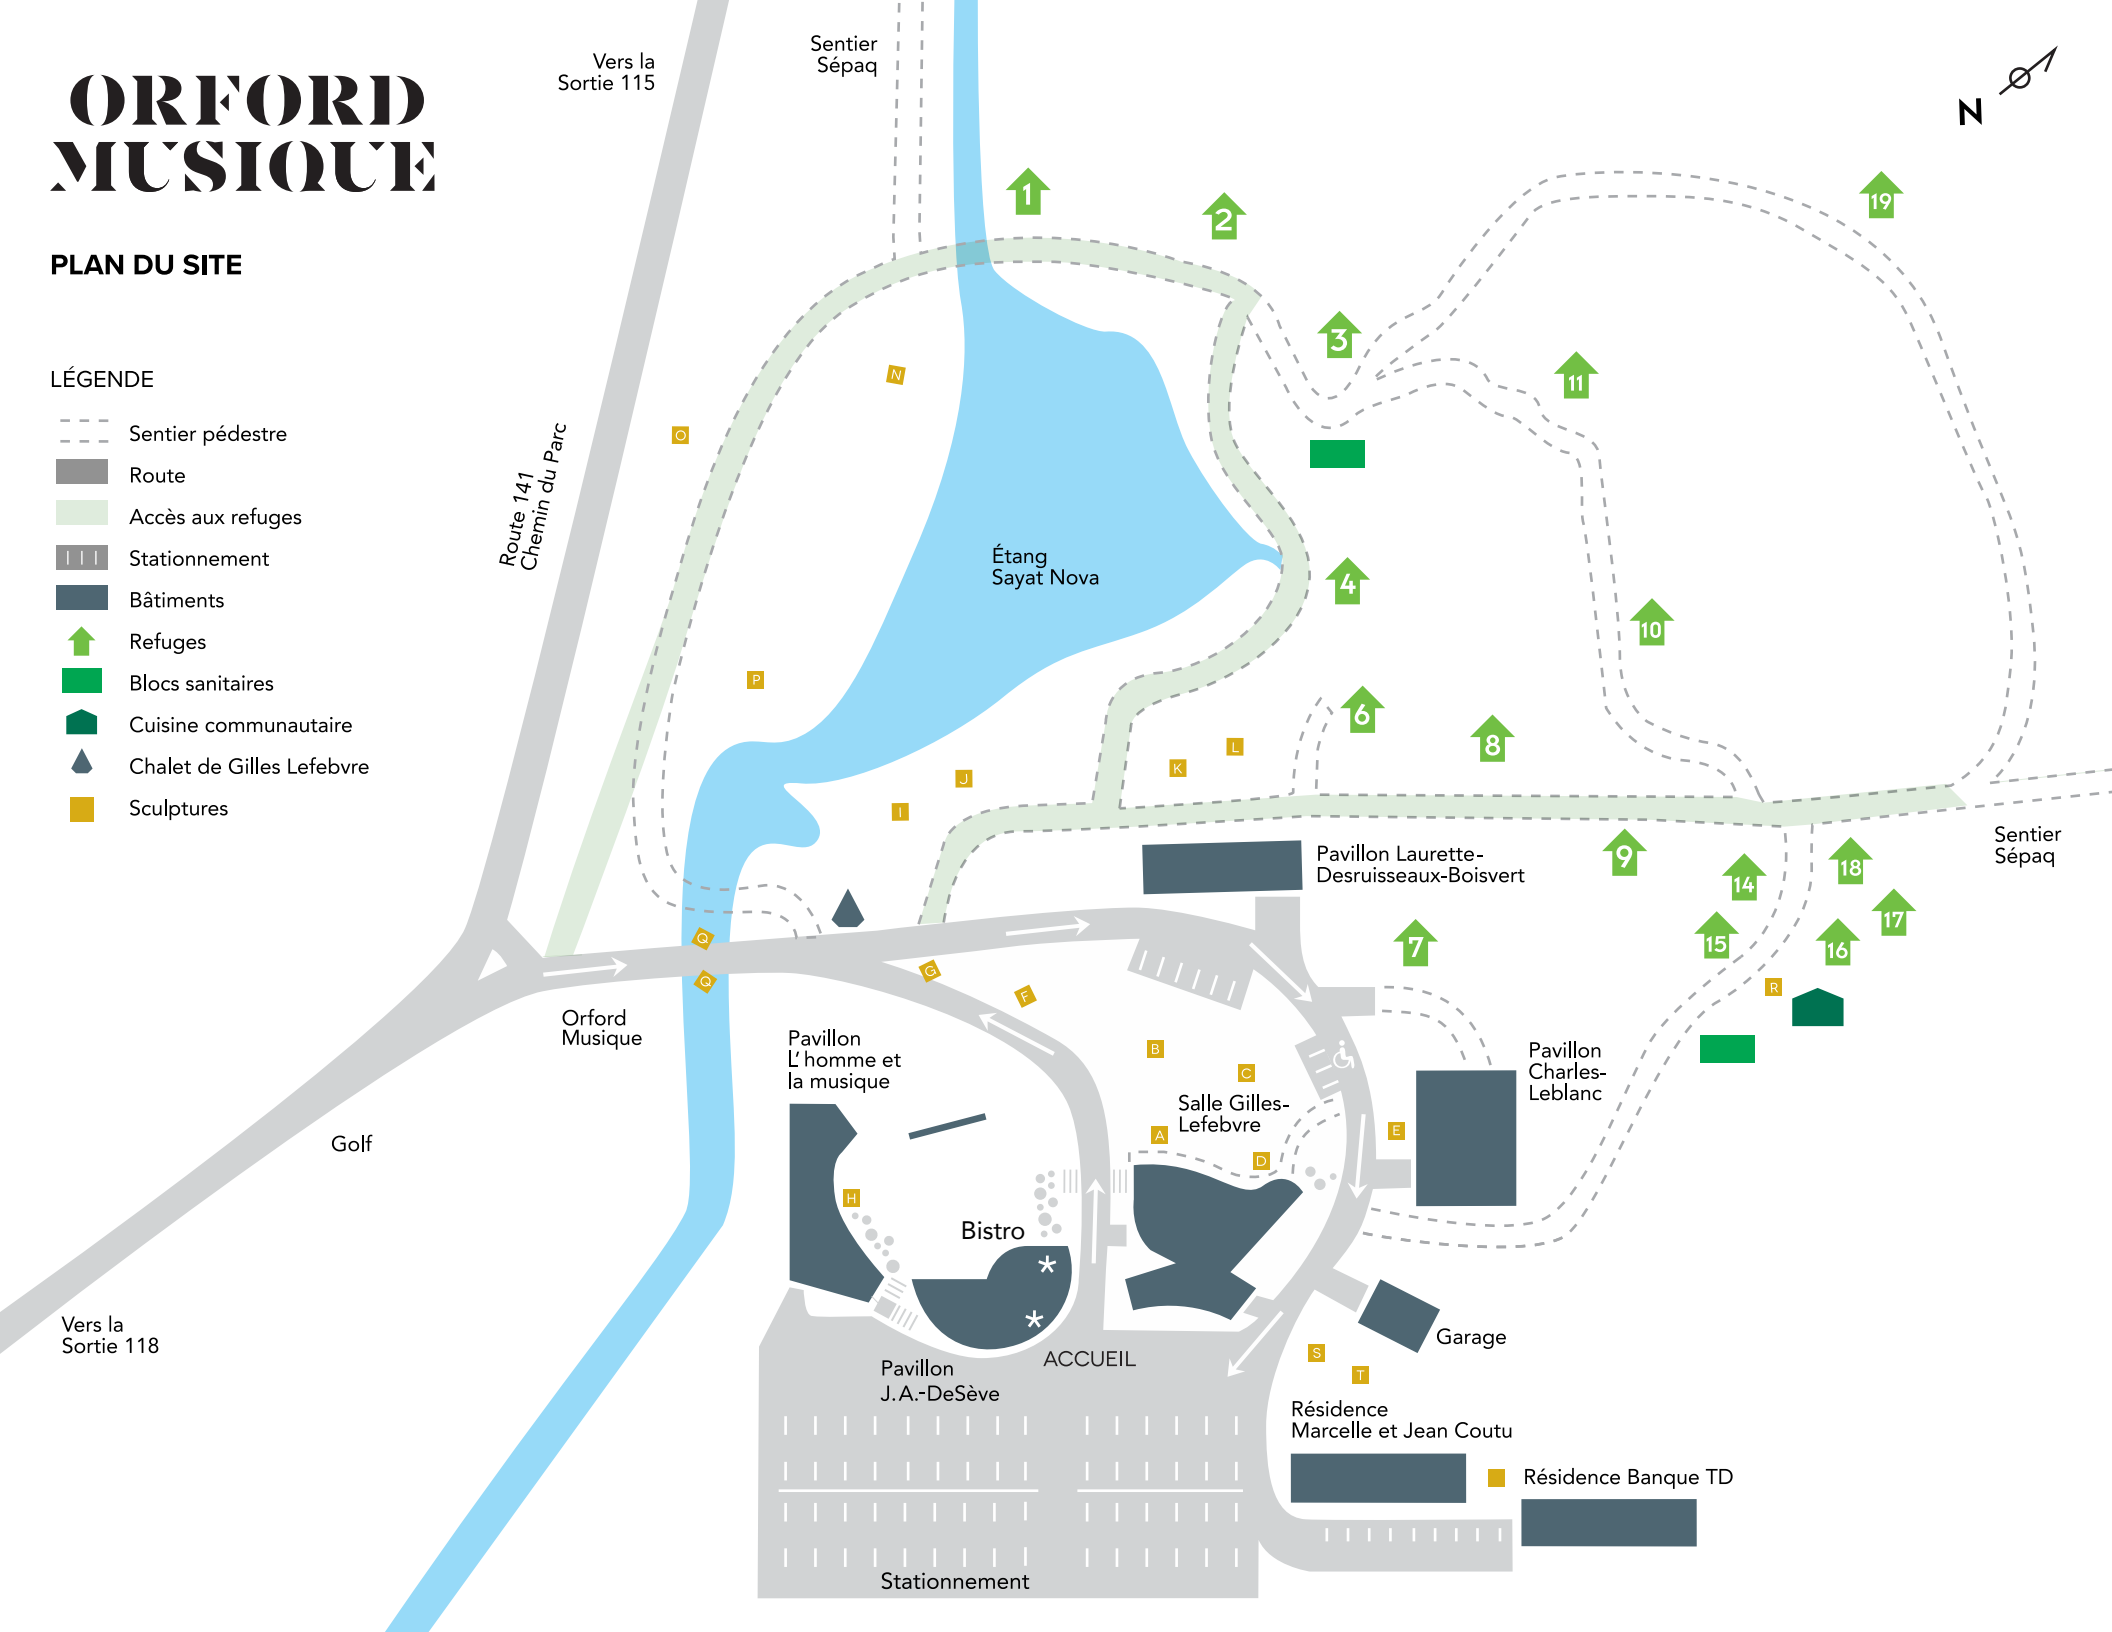 ORFORD
MUSIQUE
PLAN DU SITE
LÉGENDE
Sentier pédestre
Route
Accès aux refuges
Stationnement
Bâtiments
Refuges
Blocs sanitaires
Cuisine communautaire
Chalet de Gilles Lefebvre
Sculptures
Vers la
Sortie 115
Sentier
Sépaq
N
1
2
19
3
11
N
O
Route 141
Chemin du Parc
Étang
Sayat Nova
4
10
P
6
8
L
K
J
I
Sentier
Sépaq
Pavillon Laurette-
Desruisseaux-Boisvert
9
14
18
17
15
16
7
Q
Q
G
F
R
Orford
Musique
Pavillon
L'homme et
la musique
B
C
Salle Gilles-
Lefebvre
A
D
E
Pavillon
Charles-
Leblanc
Golf
H
Bistro
*
*
Vers la
Sortie 118
Garage
S
T
ACCUEIL
Pavillon
J.A.-DeSève
Résidence
Marcelle et Jean Coutu
Résidence Banque TD
Stationnement